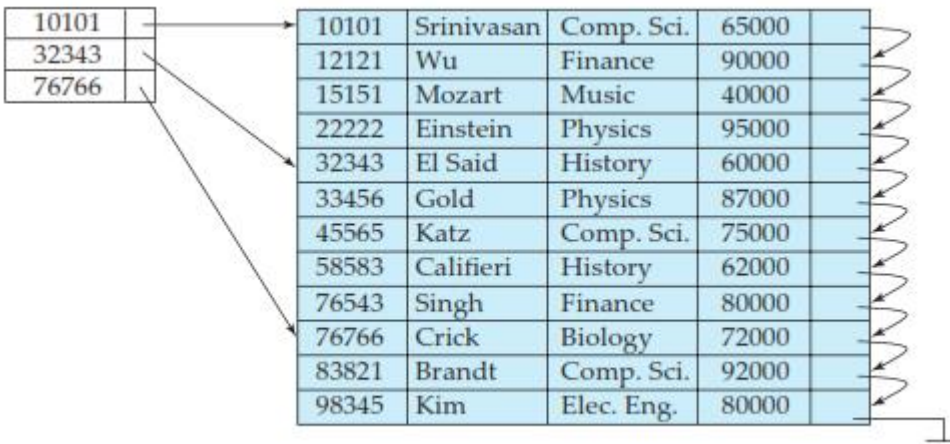 10101
32343
76766
10101 Srinivasan Comp. Sci. 65000
12121 Wu Finance 90000
15151 Mozart Music 40000
22222 Einstein Physics 95000
32343 El Said History 60000
33456 Gold Physics 87000
45565 Katz Comp. Sci. 75000
58583 Califieri History 62000
76543 Singh Finance 80000
76766 Crick Biology 72000
83821 Brandt Comp. Sci. 92000
98345 Kim Elec. Eng. 80000